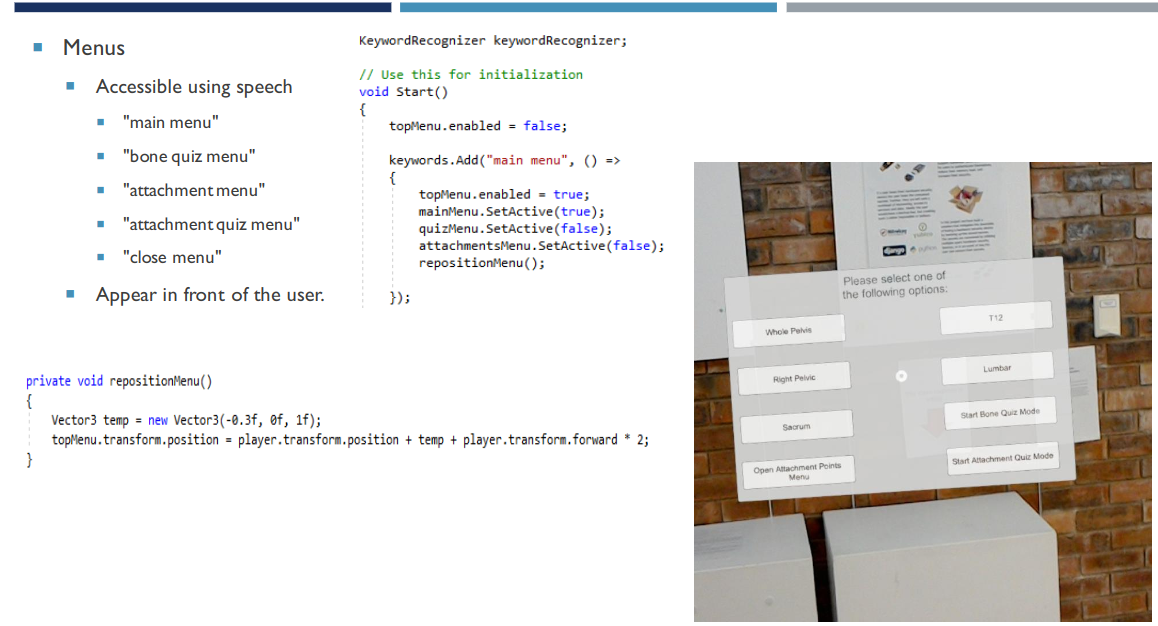 Menus
Accessible using speech
"main menu"
"bone quiz menu"
"attachment menu"
"attachment quiz menu"
"close menu"
Appear in front of the user.
KeywordRecognizer keywordRecognizer;
// Use this for initialization
void Start()
{
topMenu.enabled = false;
keywords.Add("main menu", () =>
{
topMenu.enabled = true;
mainMenu.SetActive(true);
quizMenu.SetActive(false);
attachmentsMenu.SetActive(false);
repositionMenu();
});
private void repositionMenu()
{
Vector3 temp = new Vector3(-0.3f, 0f, 1f);
topMenu.transform.position = player.transform.position + temp + player.transform.forward * 2;
}
django
python
Please select one of
the following options:
Whole Pelvis
T12
Right Pelvic
Lumbar
Sacrum
Start Bone Quiz Mode
Open Attachment Points
Menu
Start Attachment Quiz Mode